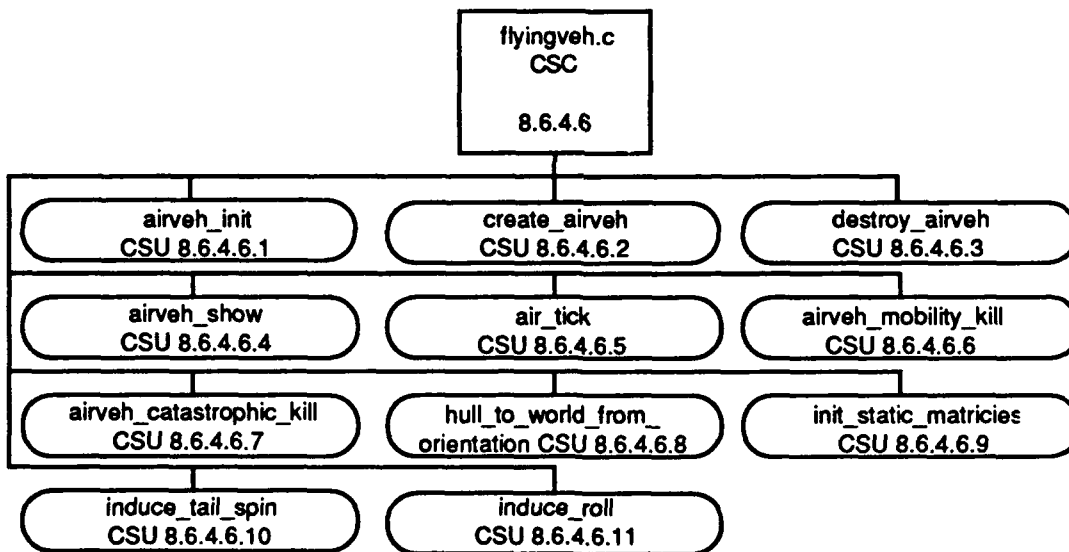 flyingveh.c
CSC
8.6.4.6
airveh_init
CSU 8.6.4.6.1
create_airveh
CSU 8.6.4.6.2
destroy_airveh
CSU 8.6.4.6.3
airveh_show
CSU 8.6.4.6.4
air_tick
CSU 8.6.4.6.5
airveh_mobility_kill
CSU 8.6.4.6.6
airveh_catastrophic_kill
CSU 8.6.4.6.7
hull_to_world_from_
orientation CSU 8.6.4.6.8
init_static_matricies
CSU 8.6.4.6.9
induce_tail_spin
CSU 8.6.4.6.10
induce_roll
CSU 8.6.4.6.11